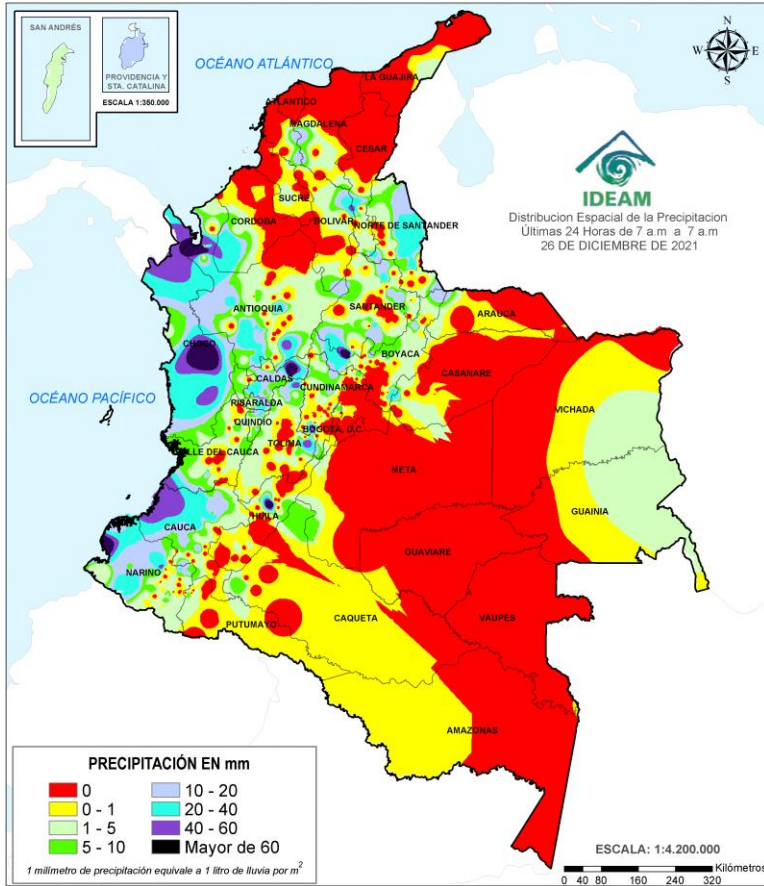 SAN ANDRÉS
PROVIDENCIA Y
STA. CATALINA
ESCALA 1:350.000
OCÉANO ATLÁNTICO
N
W E
S
LA GUAJIRA
ATLANTICO
MAGDALENA
CESAR
IDEAM
Distribucion Espacial de la Precipitacion
Últimas 24 Horas de 7 a.m a 7 a.m
26 DE DICIEMBRE DE 2021
SUCRE
CORDOBA
BOLIVAR
NORTE DE SANTANDER
ANTIOQUIA
SANTANDER
ARAUCA
CHOCO
BOYACA
CASANARE
CALDAS
CUNDINAMARCA
OCÉANO PACÍFICO
RISARALDA
VICHADA
QUINDIO
BOGOTA, D.C.
TOLIMA
VALLE DEL CAUCA
META
GUAINIA
HUILA
CAUCA
GUAVIARE
NARIÑO
CAQUETA
VAUPES
PUTUMAYO
AMAZONAS
PRECIPITACIÓN EN mm
0 10 - 20
0 - 1 20 - 40
1 - 5 40 - 60
5 - 10 Mayor de 60
1 milímetro de precipitación equivale a 1 litro de lluvia por m²
ESCALA: 1:4.200.000
Kilómetros
0 40 80 160 240 320